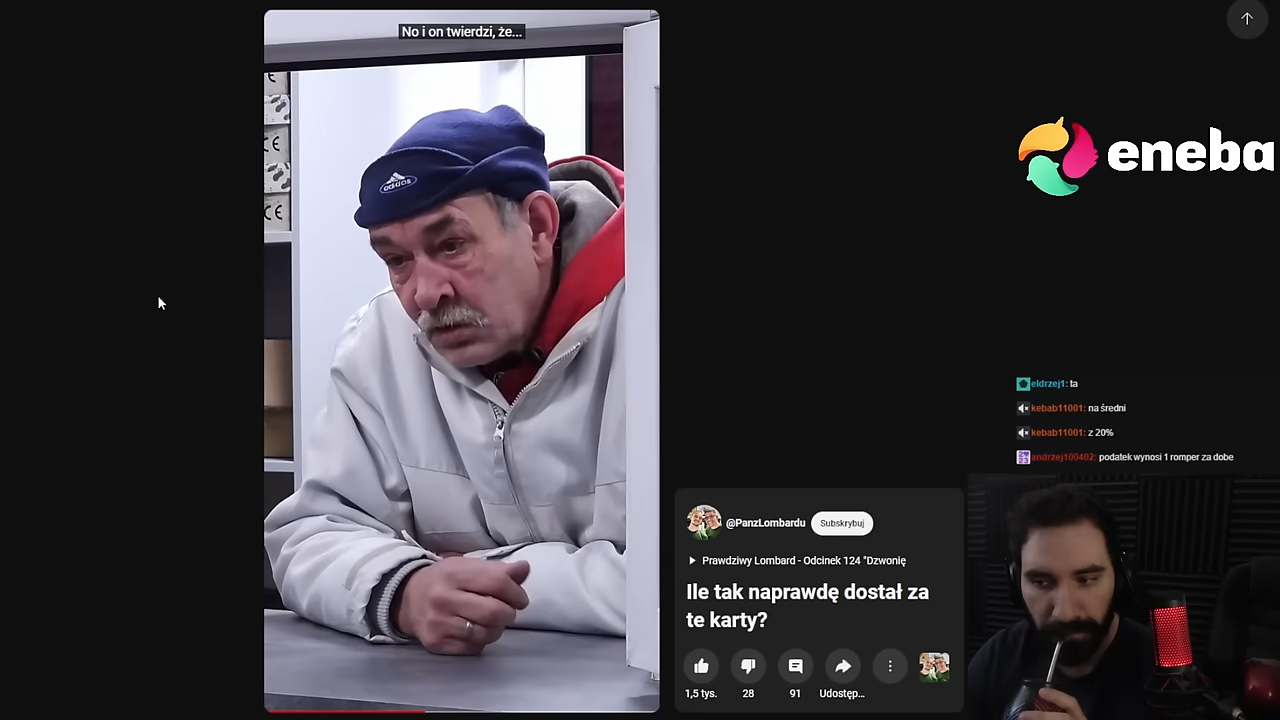 No i on twierdzi, że...
adidas
eneba
eldrzej1: ta
kebab11001: na średni
kebab11001: z 20%
andrzej100402: podatek wynosi 1 romper za dobe
@PanzLombardu
Subskrybuj
Prawdziwy Lombard - Odcinek 124 "Dzwonię
Ile tak naprawdę dostał za
te karty?
1,5 tys.
28
91
Udostęp...